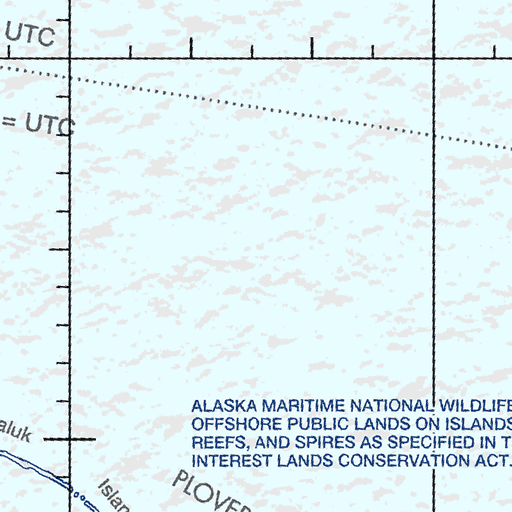 UTC
= UTC
ALASKA MARITIME NATIONAL WILDLIFE
OFFSHORE PUBLIC LANDS ON ISLANDS
REEFS, AND SPIRES AS SPECIFIED IN T
INTEREST LANDS CONSERVATION ACT.
aluk
Islan
PLOVER